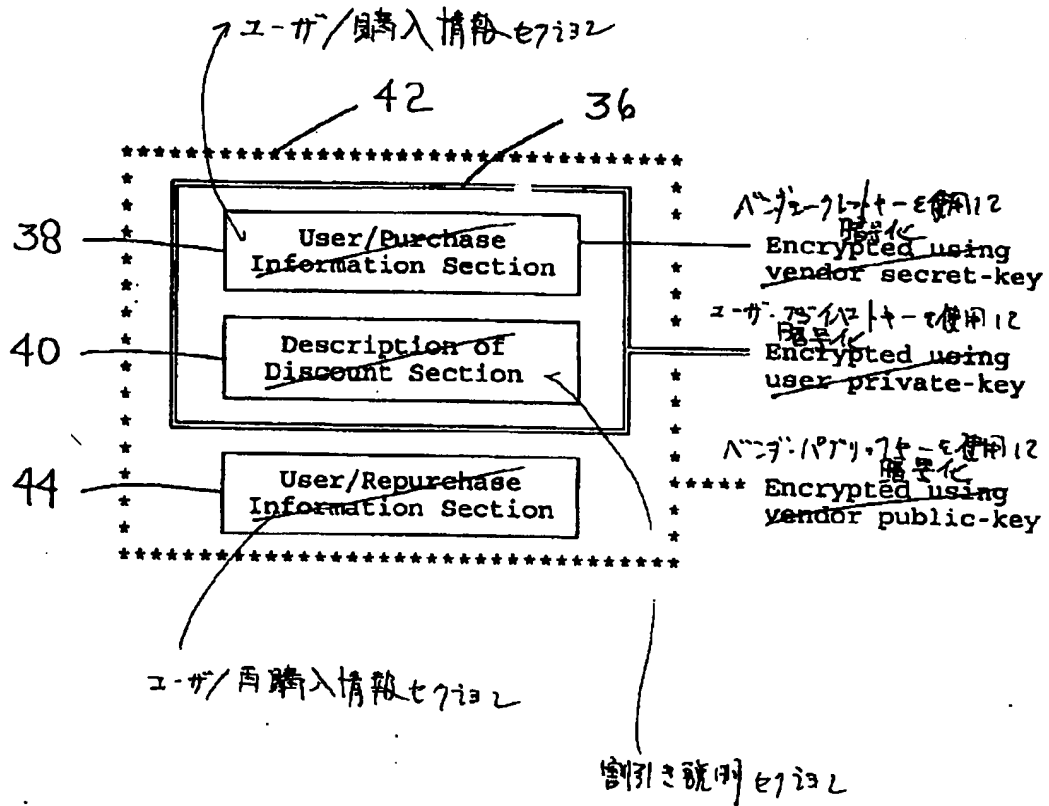 ユーザ/購入情報セクション
42
36
38
User/Purchase
Information Section
ベンダシークレットキーを使用して
暗号化
Encrypted using
vendor secret-key
40
Description of
Discount Section
ユーザ・プライベートキーを使用して
暗号化
Encrypted using
user private-key
44
User/Repurchase
Information Section
ベンダ・パブリックキーを使用して
暗号化
Encrypted using
vendor public-key
ユーザ/再購入情報セクション
割引き説明セクション